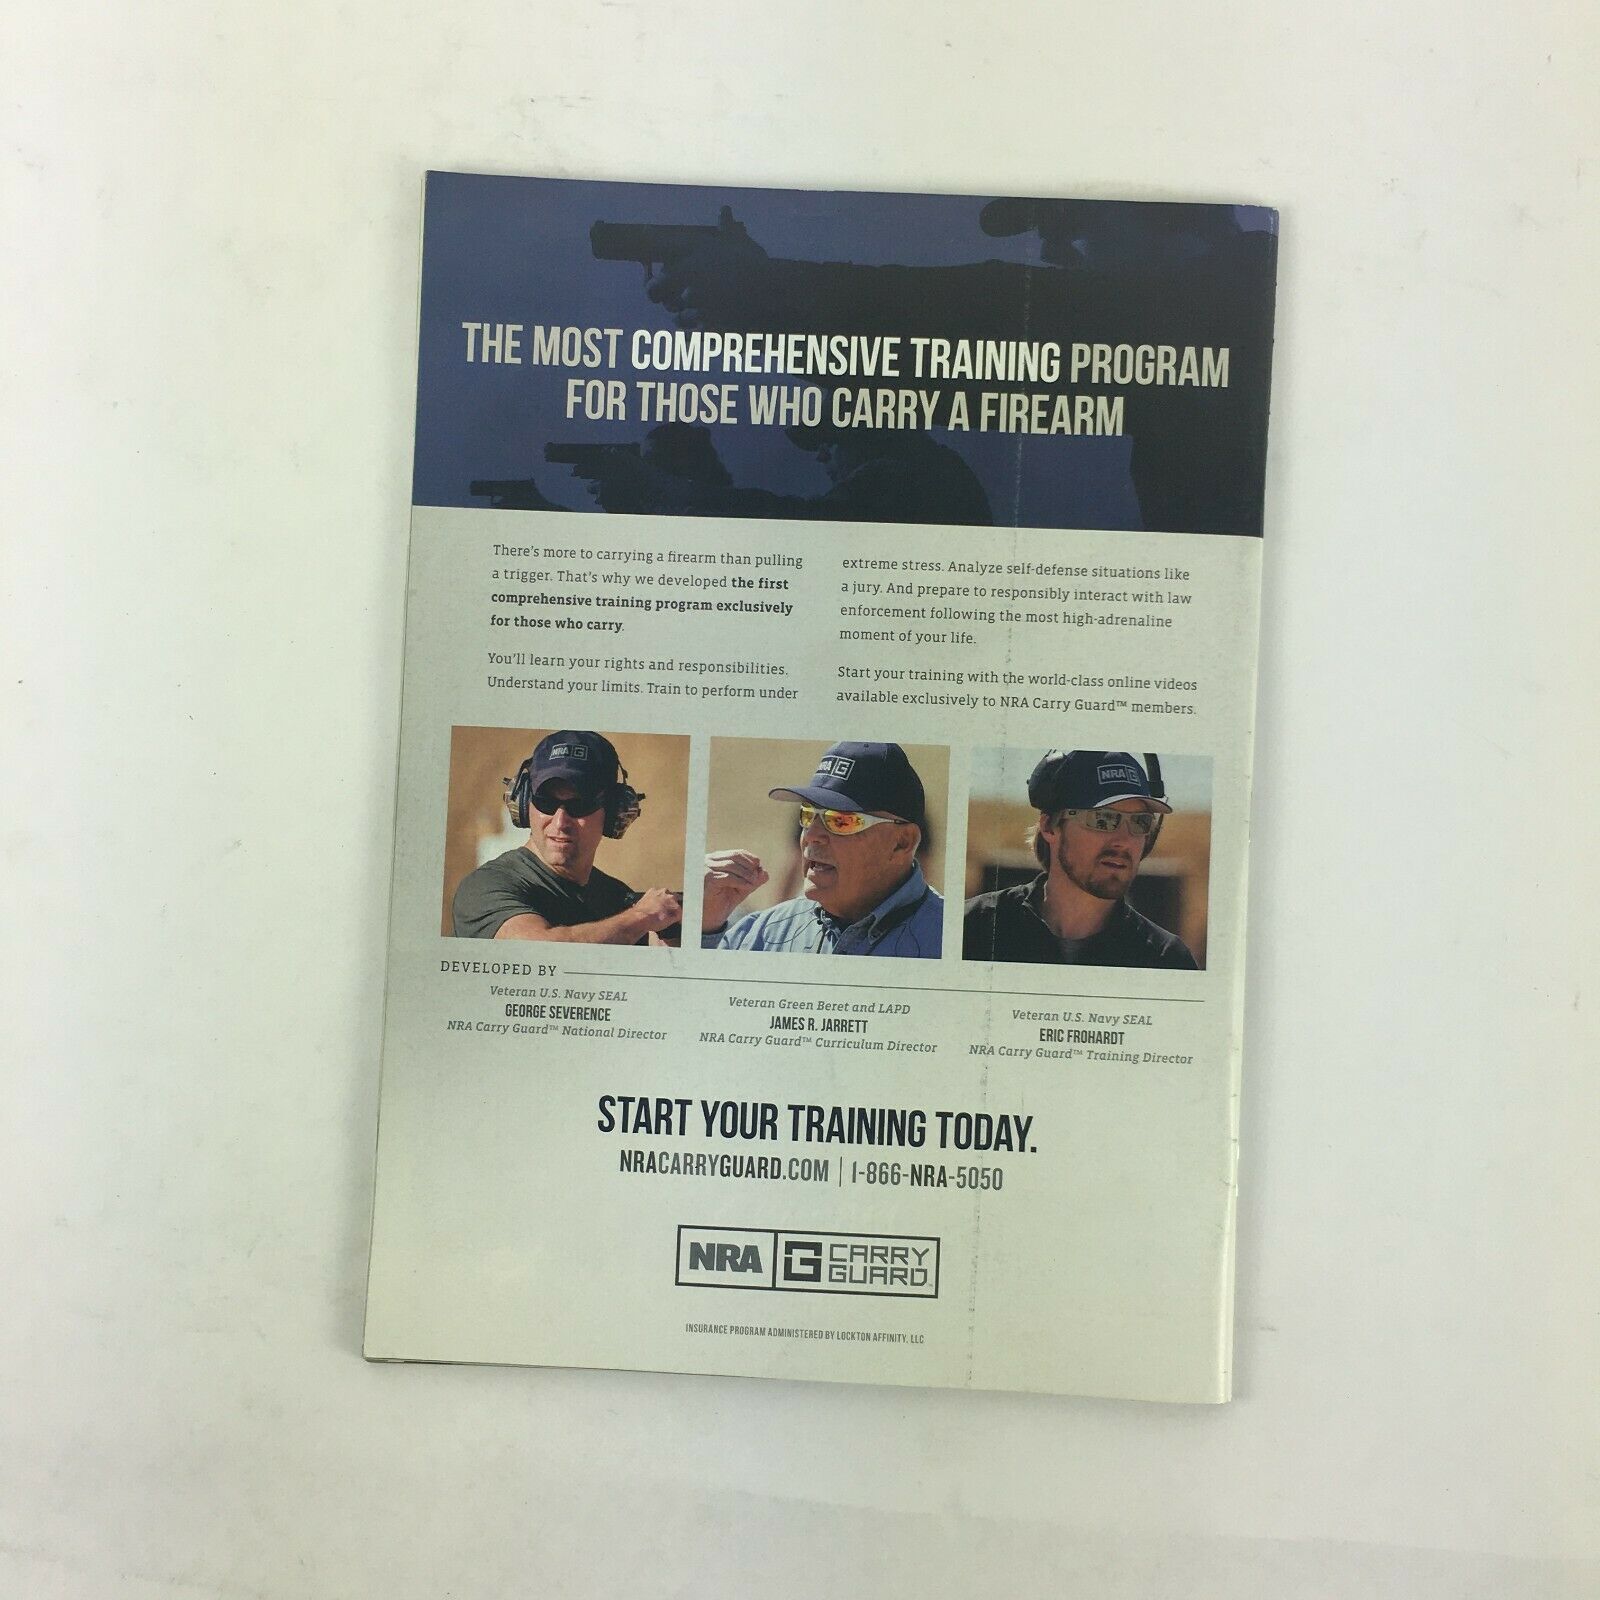 THE MOST COMPREHENSIVE TRAINING PROGRAM
FOR THOSE WHO CARRY A FIREARM
There's more to carrying a firearm than pulling
a trigger. That's why we developed the first
comprehensive training program exclusively
for those who carry.
You'll learn your rights and responsibilities.
Understand your limits. Train to perform under
extreme stress. Analyze self-defense situations like
a jury. And prepare to responsibly interact with law
enforcement following the most high-adrenaline
moment of your life.
Start your training with the world-class online videos
available exclusively to NRA Carry Guard™ members.
NRA G
NRA G
NRA G
DEVELOPED BY
Veteran U.S. Navy SEAL
GEORGE SEVERENCE
NRA Carry Guard™ National Director
Veteran Green Beret and LAPD
JAMES R. JARRETT
NRA Carry Guard™ Curriculum Director
Veteran U.S. Navy SEAL
ERIC FROHARDT
NRA Carry Guard™ Training Director
START YOUR TRAINING TODAY.
NRACARRYGUARD.COM | 1-866-NRA-5050
NRA G CARRY
GUARD™
INSURANCE PROGRAM ADMINISTERED BY LOCKTON AFFINITY, LLC